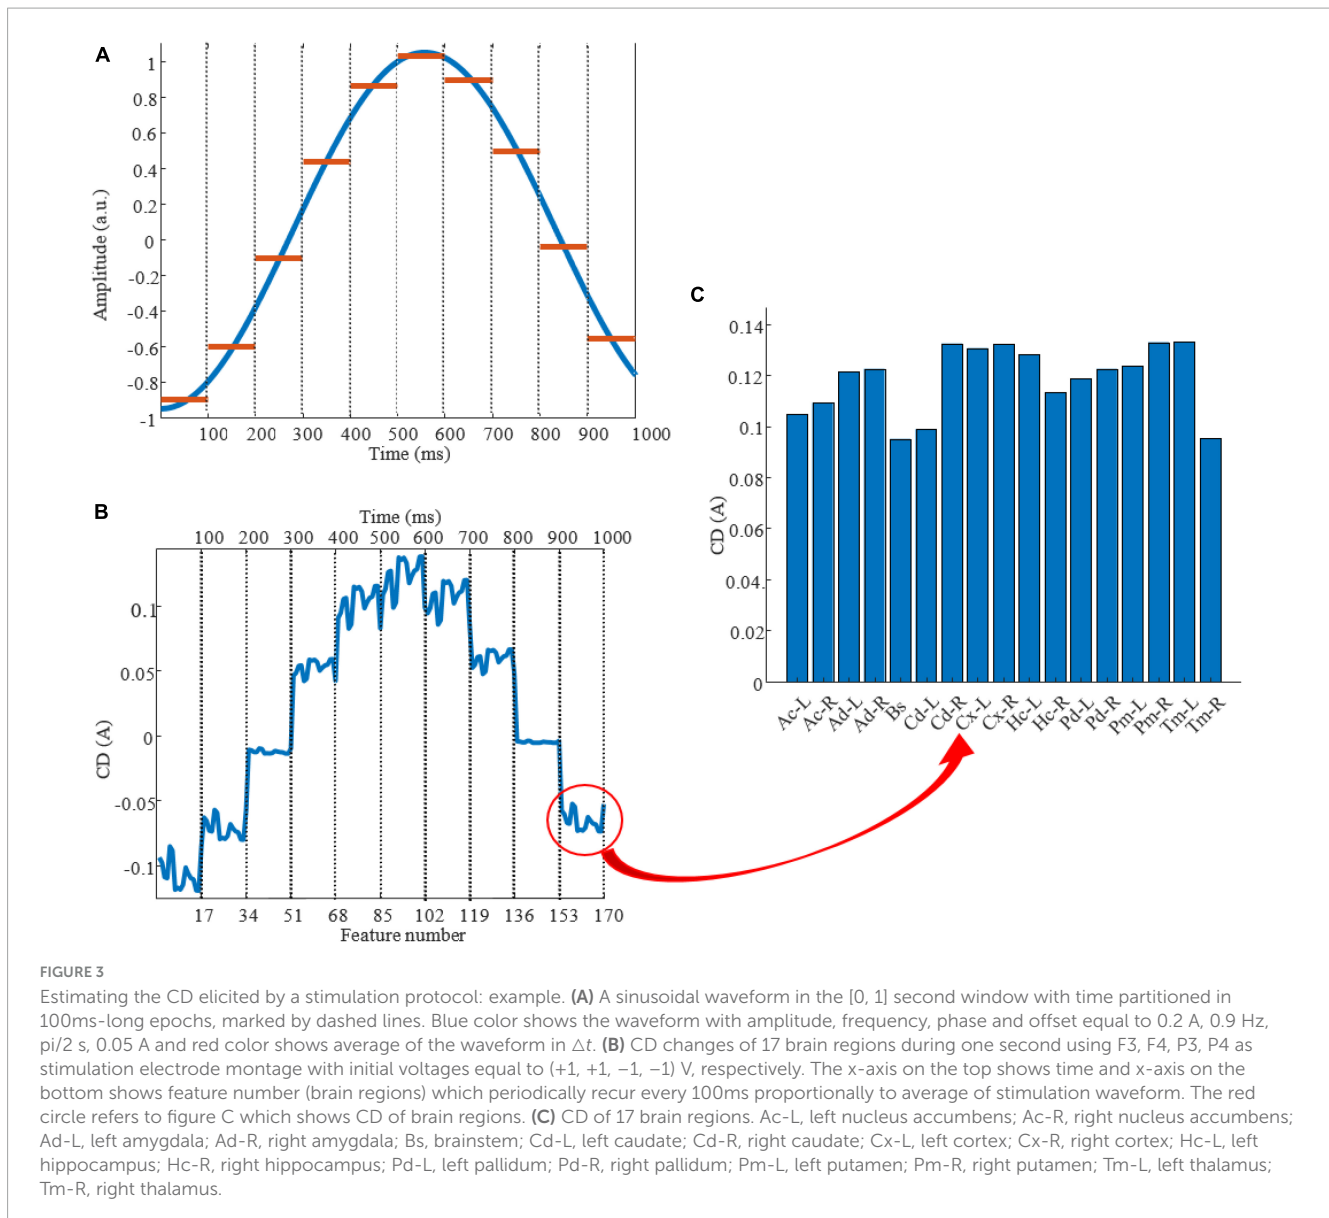 A
1
0.8
0.6
0.4
0.2
0
-0.2
-0.4
-0.6
-0.8
-1
Amplitude (a.u.)
100 200 300 400 500 600 700 800 900 1000
Time (ms)
B
Time (ms)
100 200 300 400 500 600 700 800 900 1000
0.1
0.05
0
-0.05
-0.1
CD (A)
17 34 51 68 85 102 119 136 153 170
Feature number
C
0.14
0.12
0.1
0.08
0.06
0.04
0.02
0
CD (A)
Ac-L Ac-R Ad-L Ad-R Bs Cd-L Cd-R Cx-L Cx-R Hc-L Hc-R Pd-L Pd-R Pm-L Pm-R Tm-L Tm-R
FIGURE 3
Estimating the CD elicited by a stimulation protocol: example. (A) A sinusoidal waveform in the [0, 1] second window with time partitioned in
100ms-long epochs, marked by dashed lines. Blue color shows the waveform with amplitude, frequency, phase and offset equal to 0.2 A, 0.9 Hz,
pi/2 s, 0.05 A and red color shows average of the waveform in △t. (B) CD changes of 17 brain regions during one second using F3, F4, P3, P4 as
stimulation electrode montage with initial voltages equal to (+1, +1, −1, −1) V, respectively. The x-axis on the top shows time and x-axis on the
bottom shows feature number (brain regions) which periodically recur every 100ms proportionally to average of stimulation waveform. The red
circle refers to figure C which shows CD of brain regions. (C) CD of 17 brain regions. Ac-L, left nucleus accumbens; Ac-R, right nucleus accumbens;
Ad-L, left amygdala; Ad-R, right amygdala; Bs, brainstem; Cd-L, left caudate; Cd-R, right caudate; Cx-L, left cortex; Cx-R, right cortex; Hc-L, left
hippocampus; Hc-R, right hippocampus; Pd-L, left pallidum; Pd-R, right pallidum; Pm-L, left putamen; Pm-R, right putamen; Tm-L, left thalamus;
Tm-R, right thalamus.